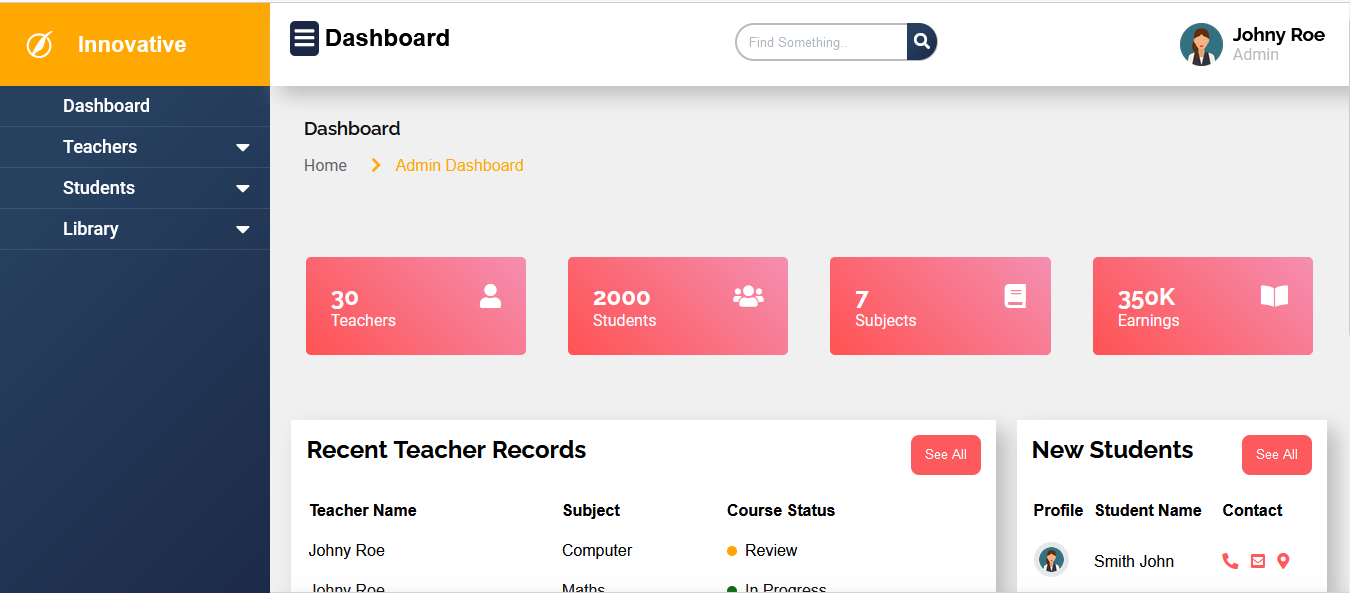 Innovative
Dashboard
Teachers
Students
Library
Dashboard
Find Something..
Johny Roe
Admin
Dashboard
Home Admin Dashboard
30
Teachers
2000
Students
7
Subjects
350K
Earnings
Recent Teacher Records
See All
Teacher Name Subject Course Status
Johny Roe Computer Review
Johny Roe Maths In Progress
New Students
See All
Profile Student Name Contact
Smith John